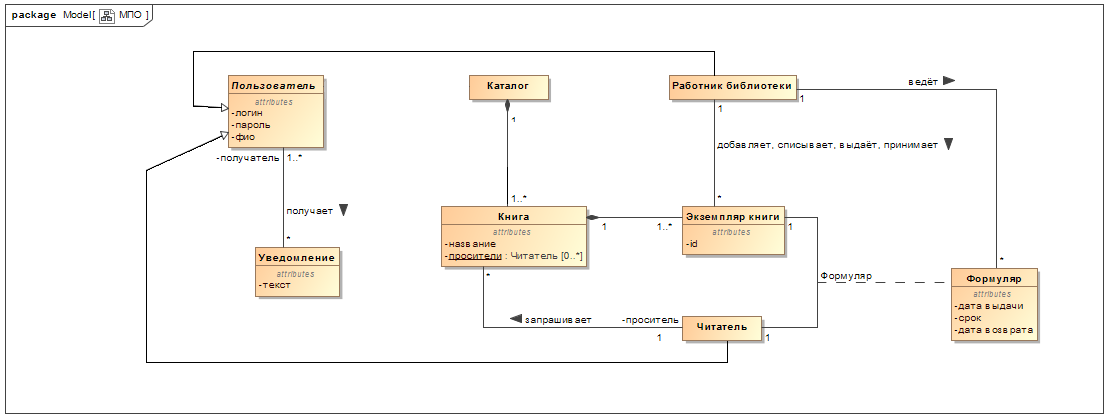 package Model [ МПО ]
Пользователь
attributes
-логин
-пароль
-фио
Каталог
Работник библиотеки
ведёт
1
1
1
добавляет, списывает, выдаёт, принимает
-получатель
1..*
получает
*
Уведомление
attributes
-текст
1..*
*
Книга
attributes
-название
-просители : Читатель [0..*]
1
1..*
Экземпляр книги
attributes
-id
1
Формуляр
*
Формуляр
attributes
-дата выдачи
-срок
-дата возврата
*
запрашивает
-проситель
1
Читатель
1